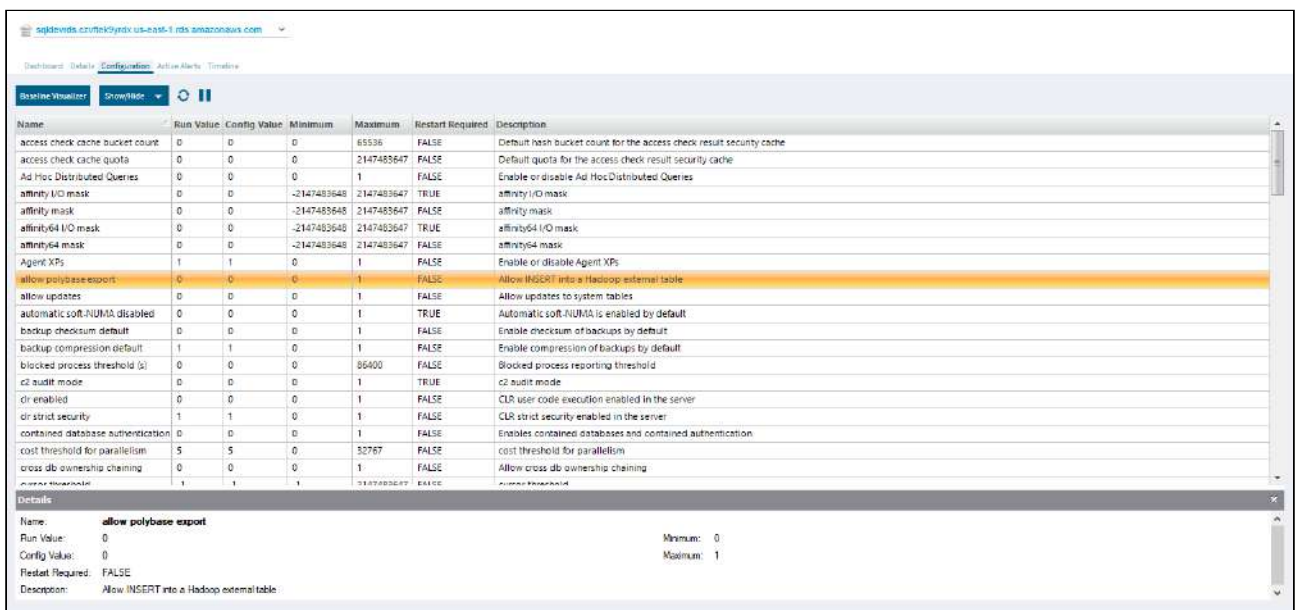 Dashboard Details Configuration Active Alerts Timeline
Baseline Visualizer Show/Hide
Name Run Value Config Value Minimum Maximum Restart Required Description
access check cache bucket count 0 0 0 65536 FALSE Default hash bucket count for the access check result security cache
access check cache quota 0 0 0 2147483647 FALSE Default quota for the access check result security cache
Ad Hoc Distributed Queries 0 0 0 1 FALSE Enable or disable Ad Hoc Distributed Queries
affinity I/O mask 0 0 -2147483648 2147483647 TRUE affinity I/O mask
affinity mask 0 0 -2147483648 2147483647 FALSE affinity mask
affinity64 I/O mask 0 0 -2147483648 2147483647 TRUE affinity64 I/O mask
affinity64 mask 0 0 -2147483648 2147483647 FALSE affinity64 mask
Agent XPs 1 1 0 1 FALSE Enable or disable Agent XPs
allow polybase export 0 0 0 1 FALSE Allow INSERT into a Hadoop external table
allow updates 0 0 0 1 FALSE Allow updates to system tables
automatic soft-NUMA disabled 0 0 0 1 TRUE Automatic soft-NUMA is enabled by default
backup checksum default 0 0 0 1 FALSE Enable checksum of backups by default
backup compression default 1 1 0 1 FALSE Enable compression of backups by default
blocked process threshold (s) 0 0 0 86400 FALSE Blocked process reporting threshold
c2 audit mode 0 0 0 1 TRUE c2 audit mode
clr enabled 0 0 0 1 FALSE CLR user code execution enabled in the server
clr strict security 1 1 0 1 FALSE CLR strict security enabled in the server
contained database authentication 0 0 0 1 FALSE Enables contained databases and contained authentication
cost threshold for parallelism 5 5 0 32767 FALSE cost threshold for parallelism
cross db ownership chaining 0 0 0 1 FALSE Allow cross db ownership chaining
cursor threshold -1 -1 -1 2147483647 FALSE cursor threshold
Details
Name: allow polybase export
Run Value: 0 Minimum: 0
Config Value: 0 Maximum: 1
Restart Required: FALSE
Description: Allow INSERT into a Hadoop external table